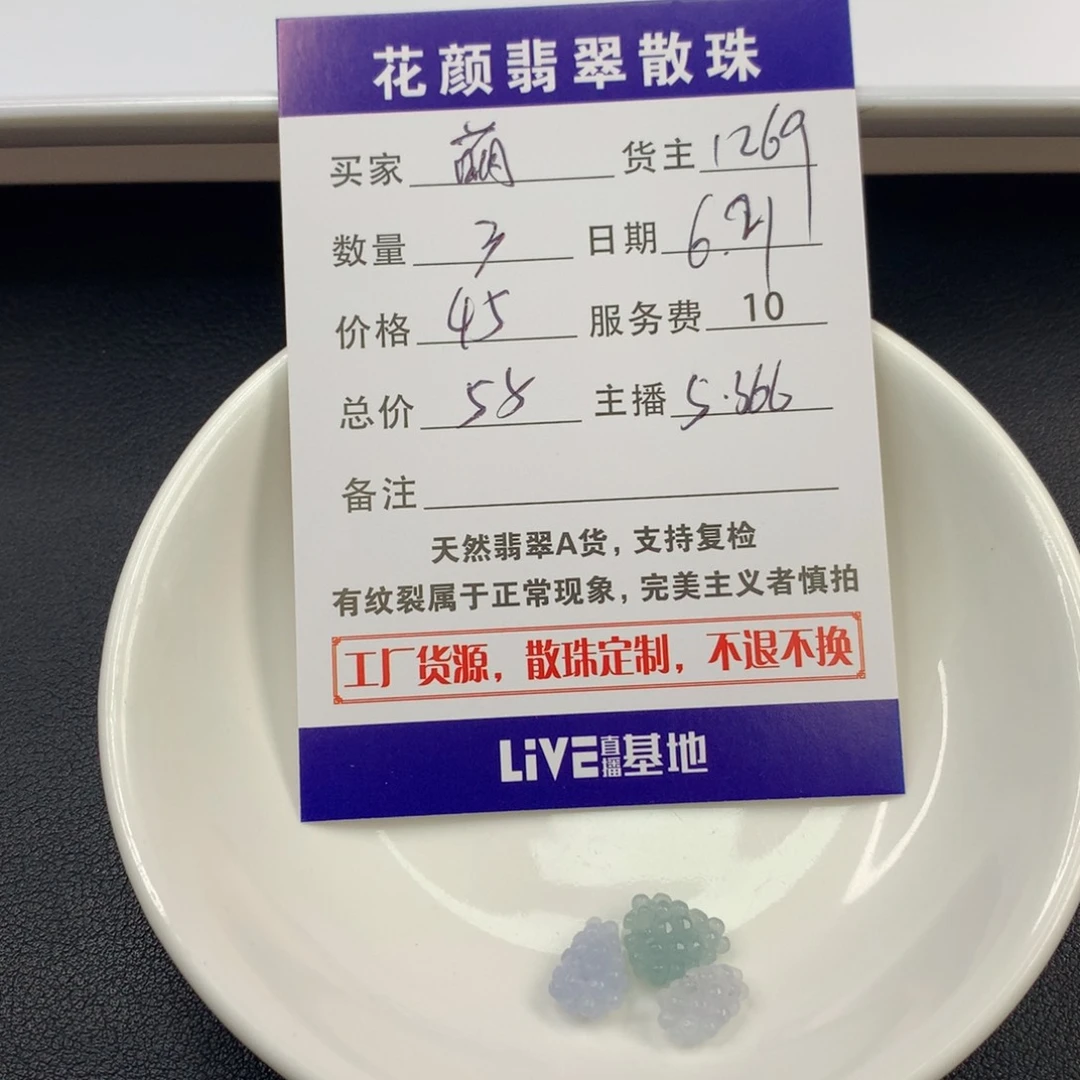 花颜翡翠散珠
买家 萌 货主 1269
数量 3 日期 6.21
价格 45 服务费 10
总价 58 主播 5.366
备注
天然翡翠A货，支持复检
有纹裂属于正常现象，完美主义者慎拍
工厂货源，散珠定制，不退不换
LiVE直播基地